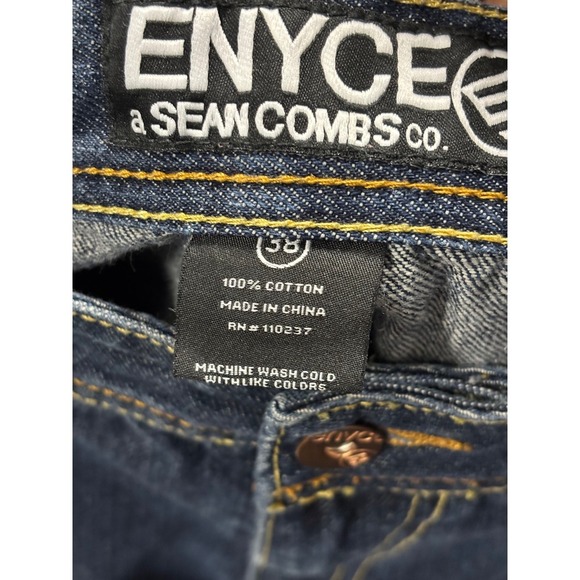 ENYCE
a SEAN COMBS CO.
38
100% COTTON
MADE IN CHINA
RN# 110237
MACHINE WASH COLD
WITH LIKE COLORS
enyce